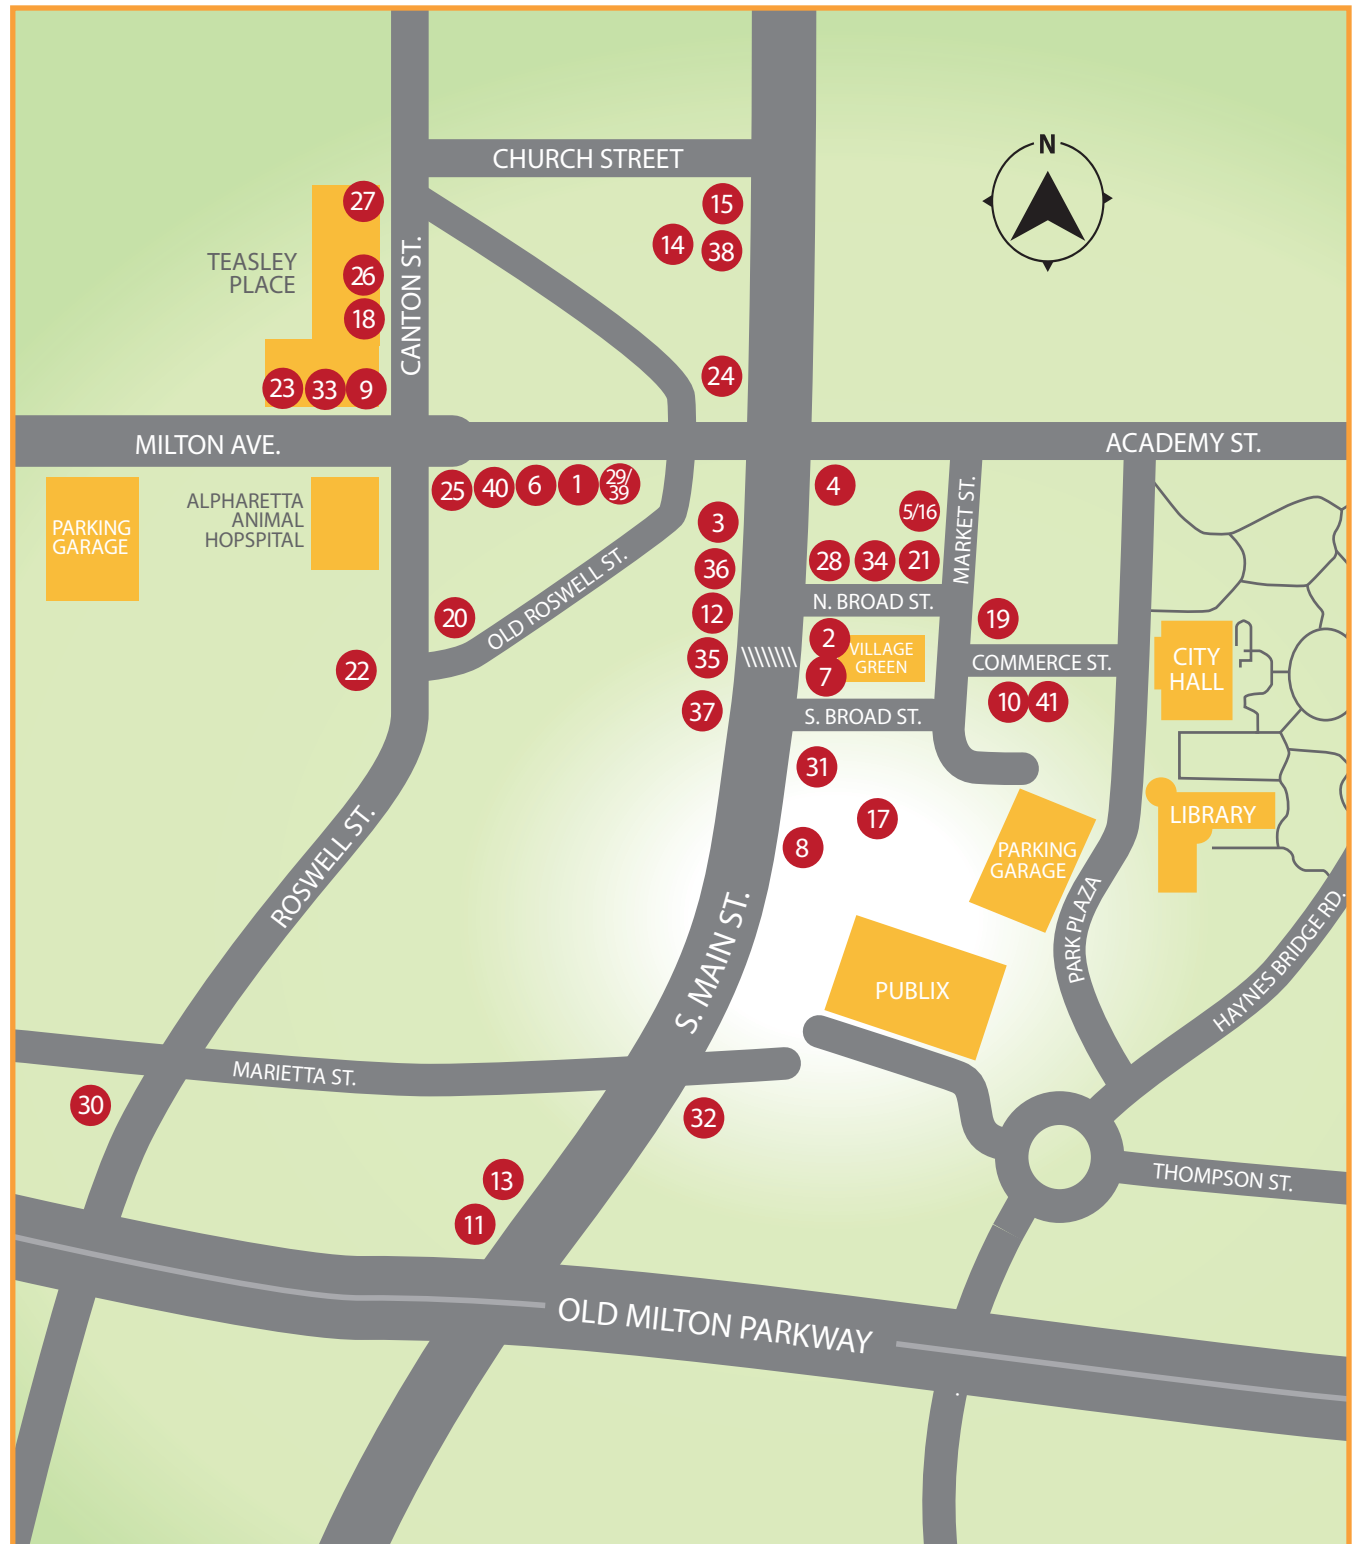 N
CHURCH STREET
27
15
14
38
TEASLEY
PLACE
26
18
CANTON ST.
24
23
33
9
MILTON AVE.
ACADEMY ST.
25
40
6
1
29/
39
4
5/16
3
MARKET ST.
PARKING
GARAGE
ALPHARETTA
ANIMAL
HOPSPITAL
28
34
21
36
OLD ROSWELL ST.
N. BROAD ST.
12
20
19
2
VILLAGE
GREEN
7
35
22
COMMERCE ST.
CITY
HALL
10
41
37
S. BROAD ST.
31
17
8
LIBRARY
PARKING
GARAGE
ROSWELL ST.
PARK PLAZA
HAYNES BRIDGE RD.
S. MAIN ST.
PUBLIX
MARIETTA ST.
30
32
13
11
THOMPSON ST.
OLD MILTON PARKWAY